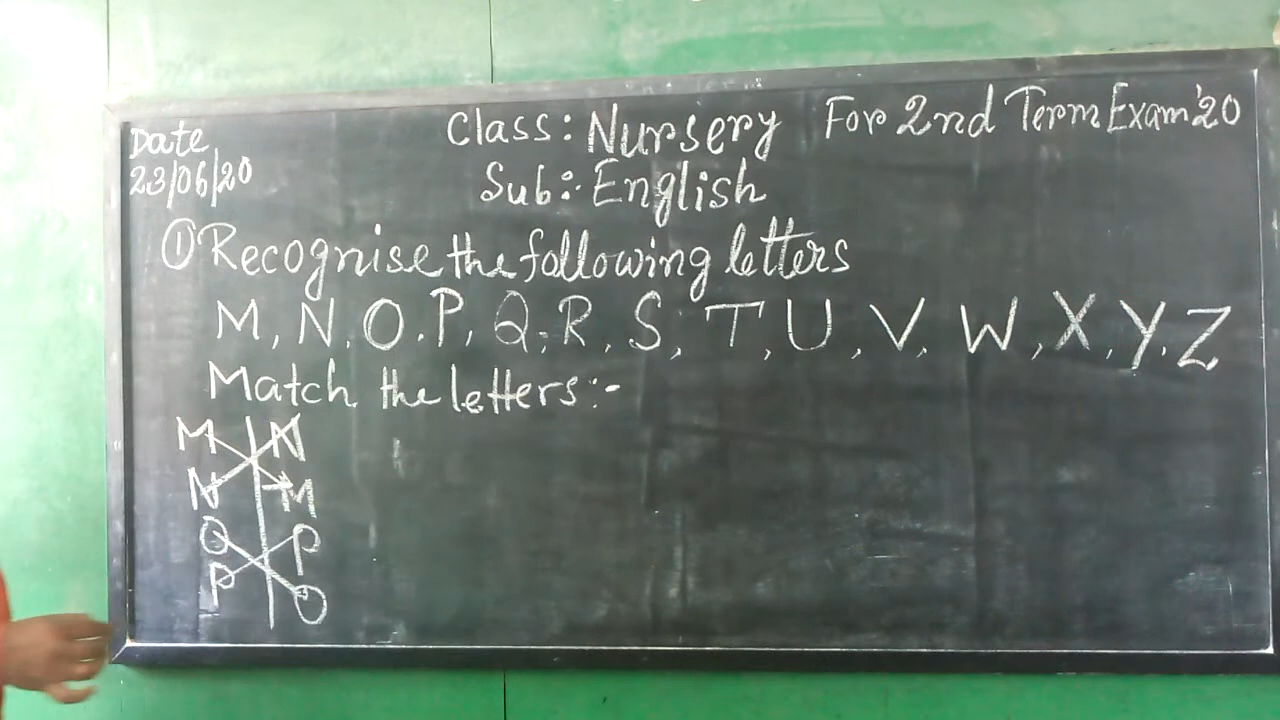 Date
23/06/20
Class: Nursery For 2nd Term Exam'20
Sub:- English
① Recognise the following letters
M, N, O, P, Q, R, S, T, U, V, W, X, Y, Z
Match the letters:-
M N
N M
O P
P O